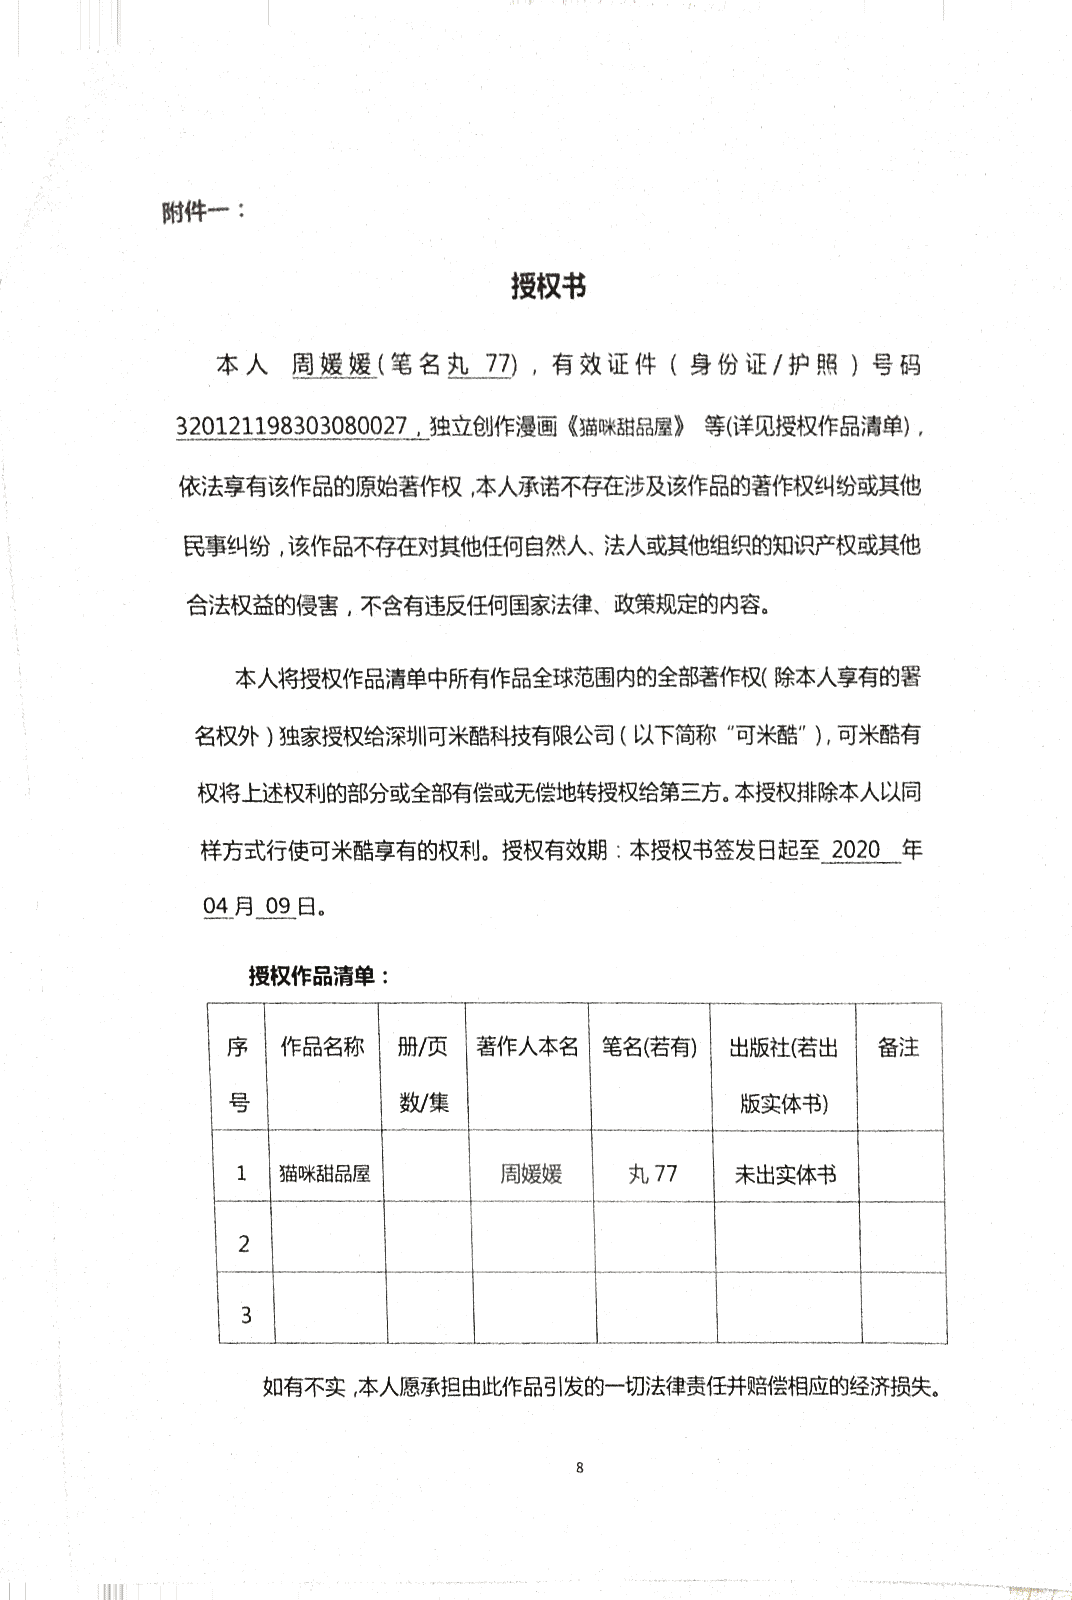 附件一：
授权书
本人 周媛媛(笔名丸 77)，有效证件（身份证/护照）号码
320121198303080027，独立创作漫画《猫咪甜品屋》 等(详见授权作品清单)，
依法享有该作品的原始著作权，本人承诺不存在涉及该作品的著作权纠纷或其他
民事纠纷，该作品不存在对其他任何自然人、法人或其他组织的知识产权或其他
合法权益的侵害，不含有违反任何国家法律、政策规定的内容。
本人将授权作品清单中所有作品全球范围内的全部著作权（除本人享有的署
名权外）独家授权给深圳可米酷科技有限公司（以下简称“可米酷”），可米酷有
权将上述权利的部分或全部有偿或无偿地转授权给第三方。本授权排除本人以同
样方式行使可米酷享有的权利。授权有效期：本授权书签发日起至 2020 年
04 月 09 日。
授权作品清单：
序号 作品名称 册/页数/集 著作人本名 笔名(若有) 出版社(若出版实体书) 备注
1 猫咪甜品屋 周媛媛 丸 77 未出实体书
2
3
如有不实，本人愿承担由此作品引发的一切法律责任并赔偿相应的经济损失。
8